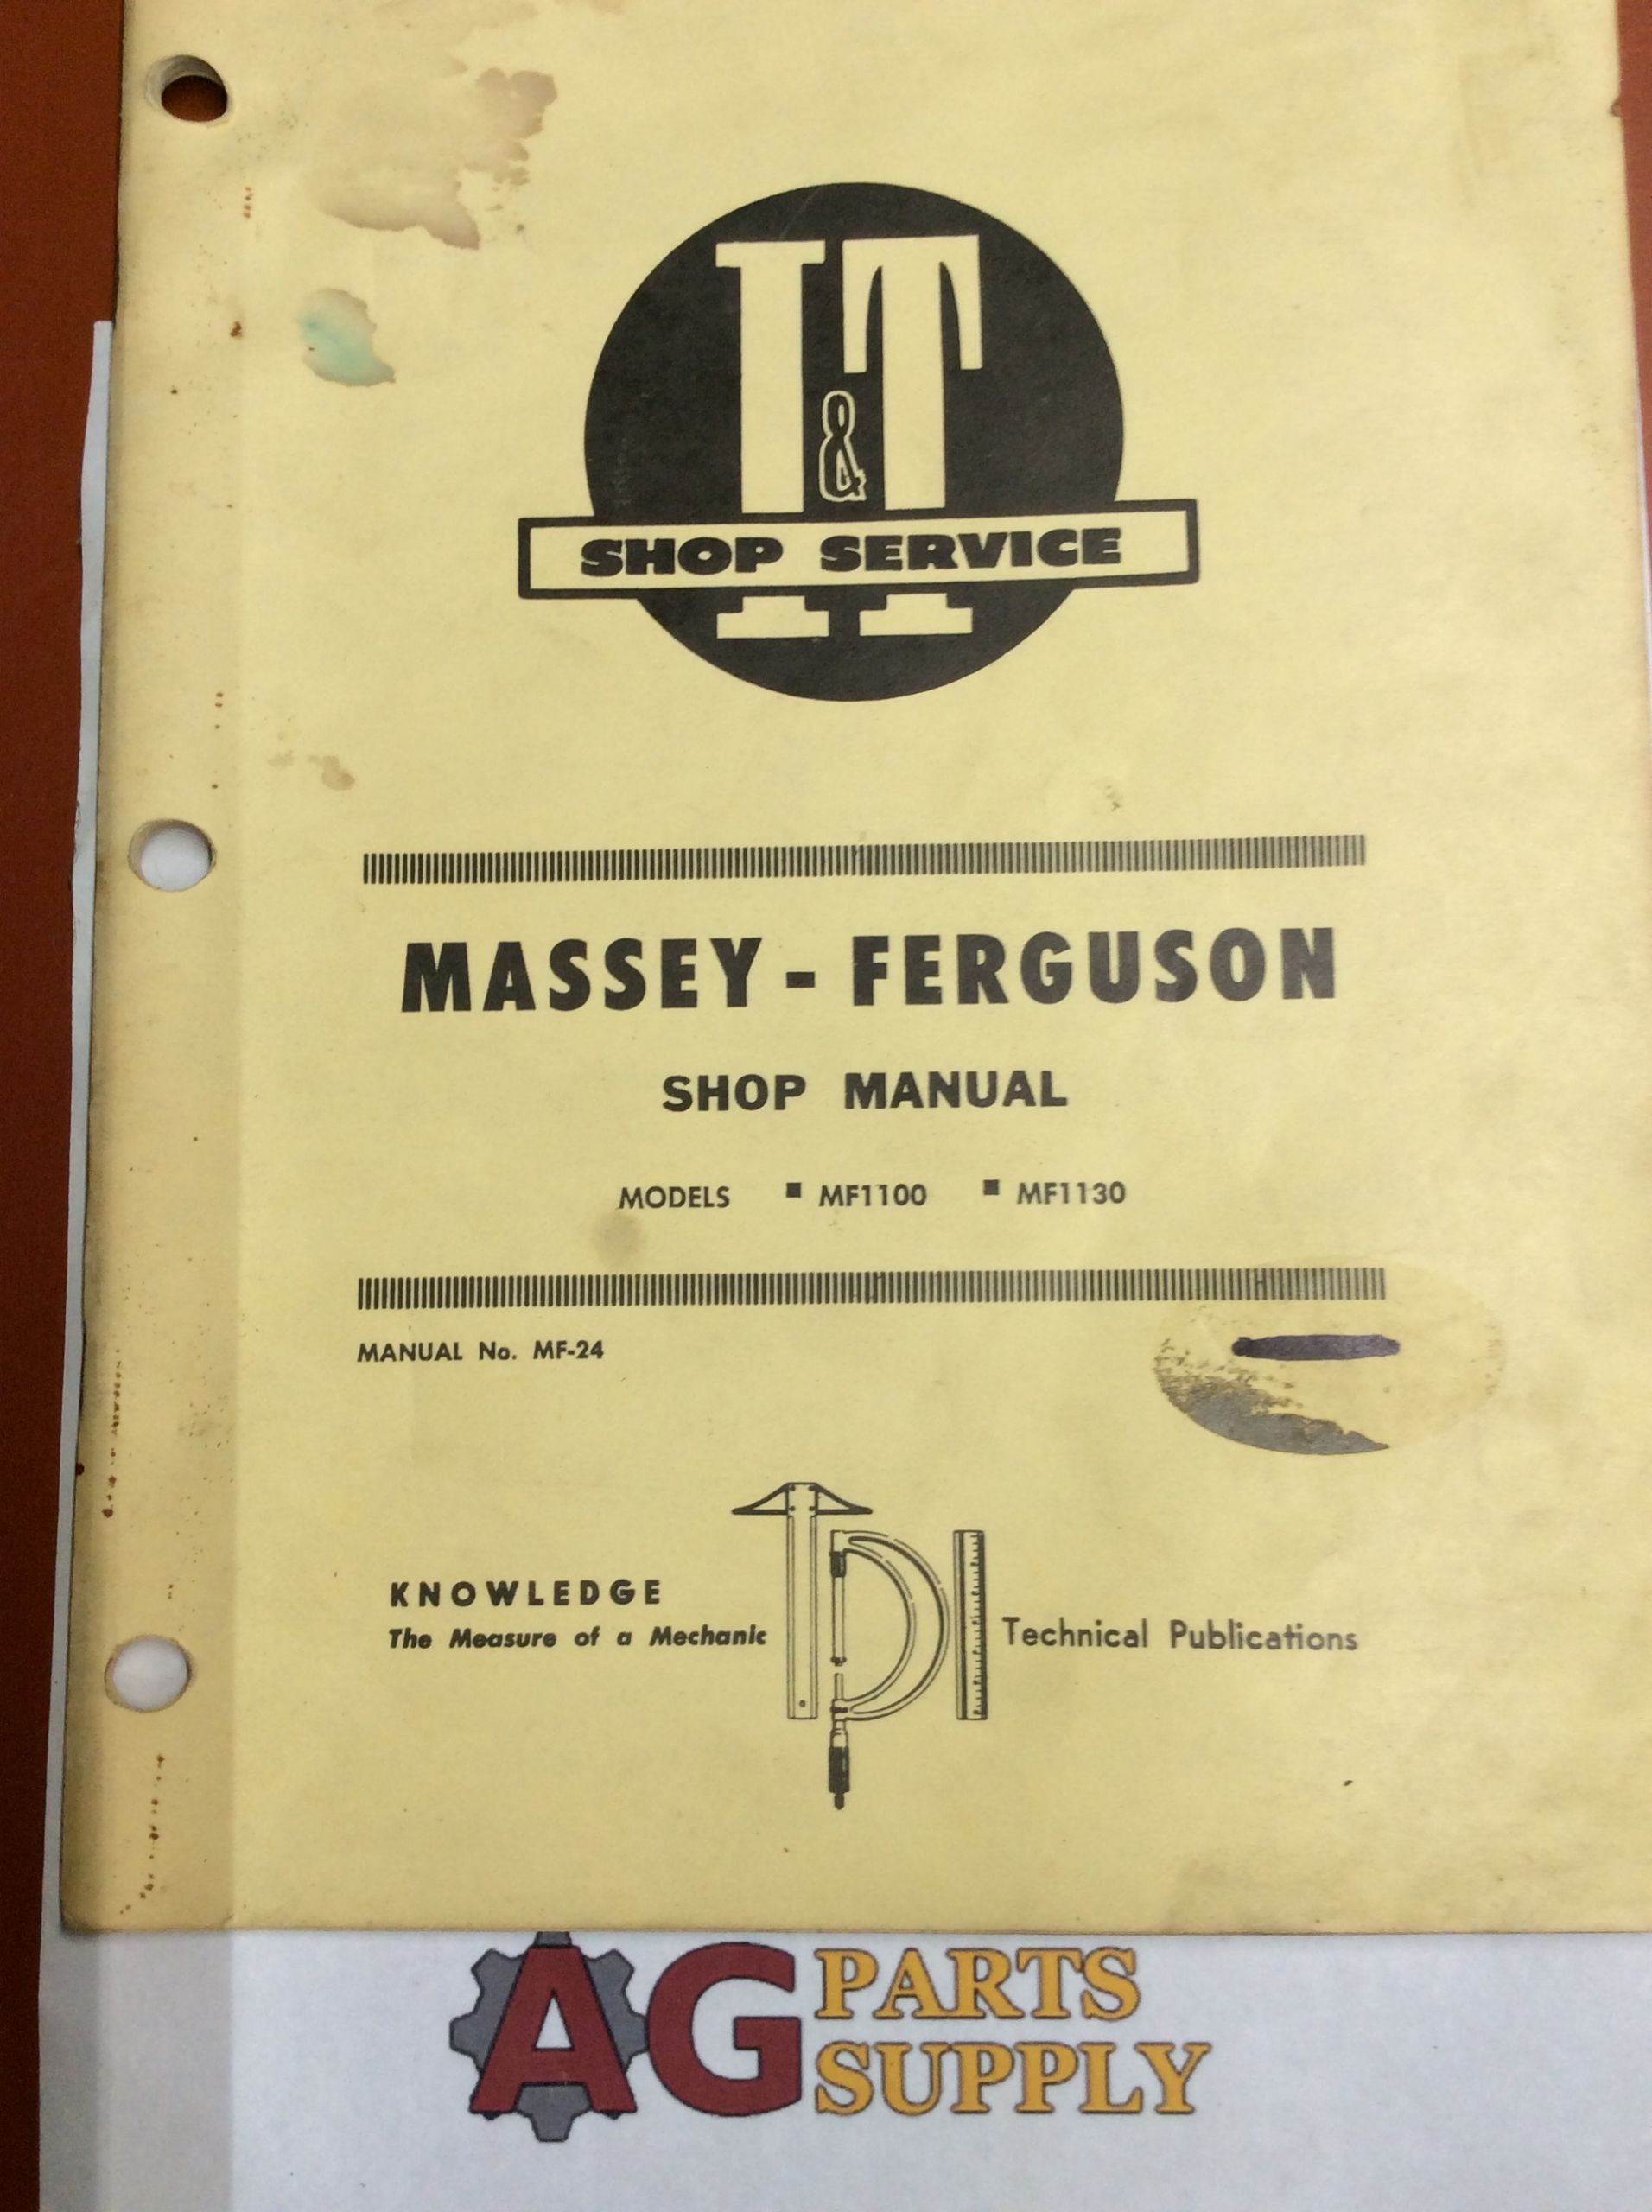 I&T
SHOP SERVICE
MASSEY - FERGUSON
SHOP MANUAL
MODELS ■ MF1100 ■ MF1130
MANUAL No. MF-24
KNOWLEDGE
The Measure of a Mechanic
TPI
Technical Publications
AG PARTS
SUPPLY